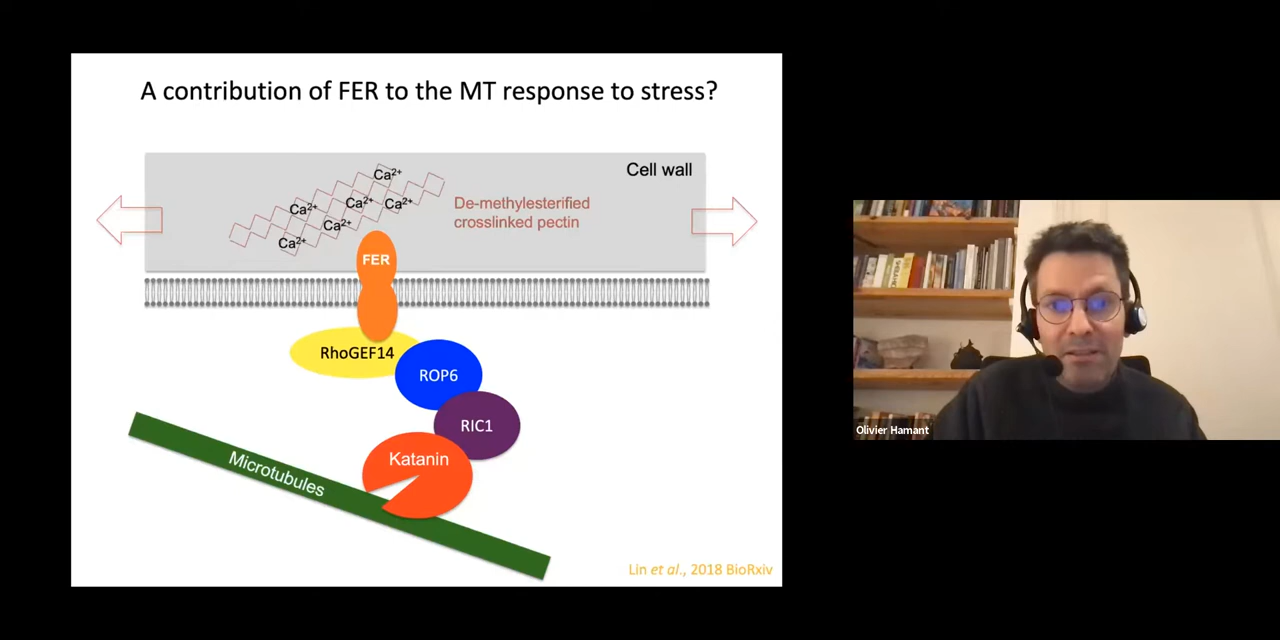 A contribution of FER to the MT response to stress?
Cell wall
Ca2+
Ca2+
Ca2+
Ca2+
Ca2+
Ca2+
De-methylesterified
crosslinked pectin
FER
RhoGEF14
ROP6
RIC1
Katanin
Microtubules
Lin et al., 2018 BioRxiv
Olivier Hamant